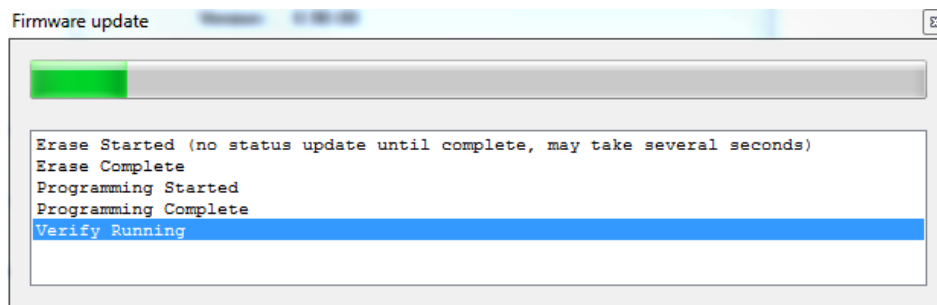 Firmware update
Erase Started (no status update until complete, may take several seconds)
Erase Complete
Programming Started
Programming Complete
Verify Running